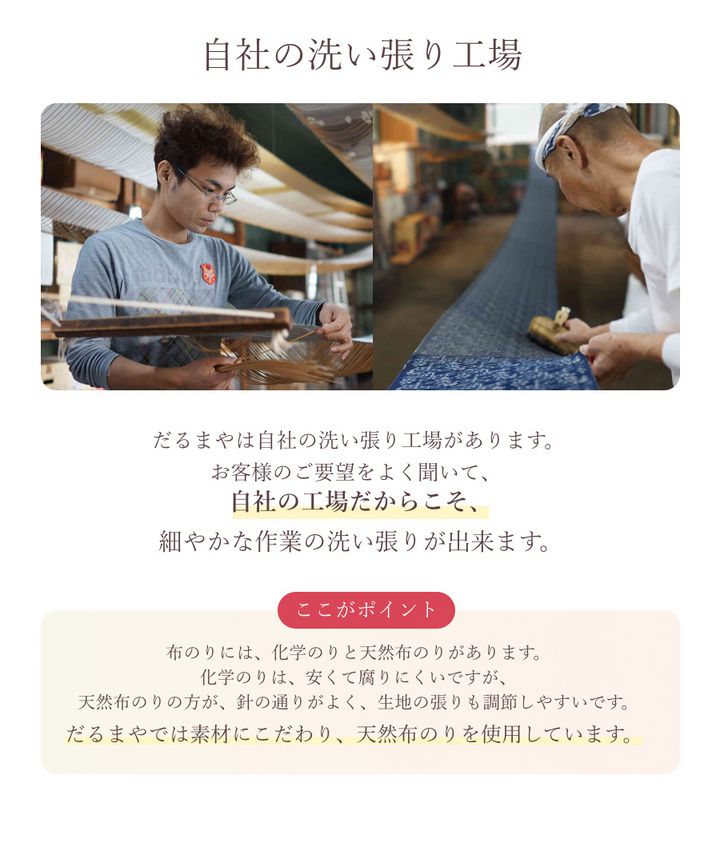 自社の洗い張り工場
だるまやは自社の洗い張り工場があります。
お客様のご要望をよく聞いて、
自社の工場だからこそ、
細やかな作業の洗い張りが出来ます。
ここがポイント
布のりには、化学のりと天然布のりがあります。
化学のりは、安くて腐りにくいですが、
天然布のりの方が、針の通りがよく、生地の張りも調節しやすいです。
だるまやでは素材にこだわり、天然布のりを使用しています。